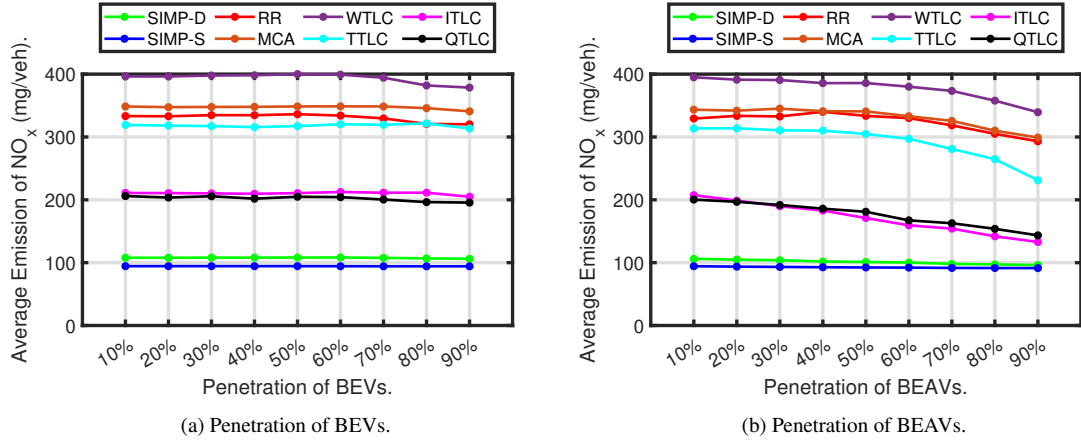 SIMP-D RR WTLC ITLC
SIMP-S MCA TTLC QTLC
Average Emission of NOx (mg/veh).
400
300
200
100
0
10% 20% 30% 40% 50% 60% 70% 80% 90%
Penetration of BEVs.
(a) Penetration of BEVs.
SIMP-D RR WTLC ITLC
SIMP-S MCA TTLC QTLC
Average Emission of NOx (mg/veh).
400
300
200
100
0
10% 20% 30% 40% 50% 60% 70% 80% 90%
Penetration of BEAVs.
(b) Penetration of BEAVs.